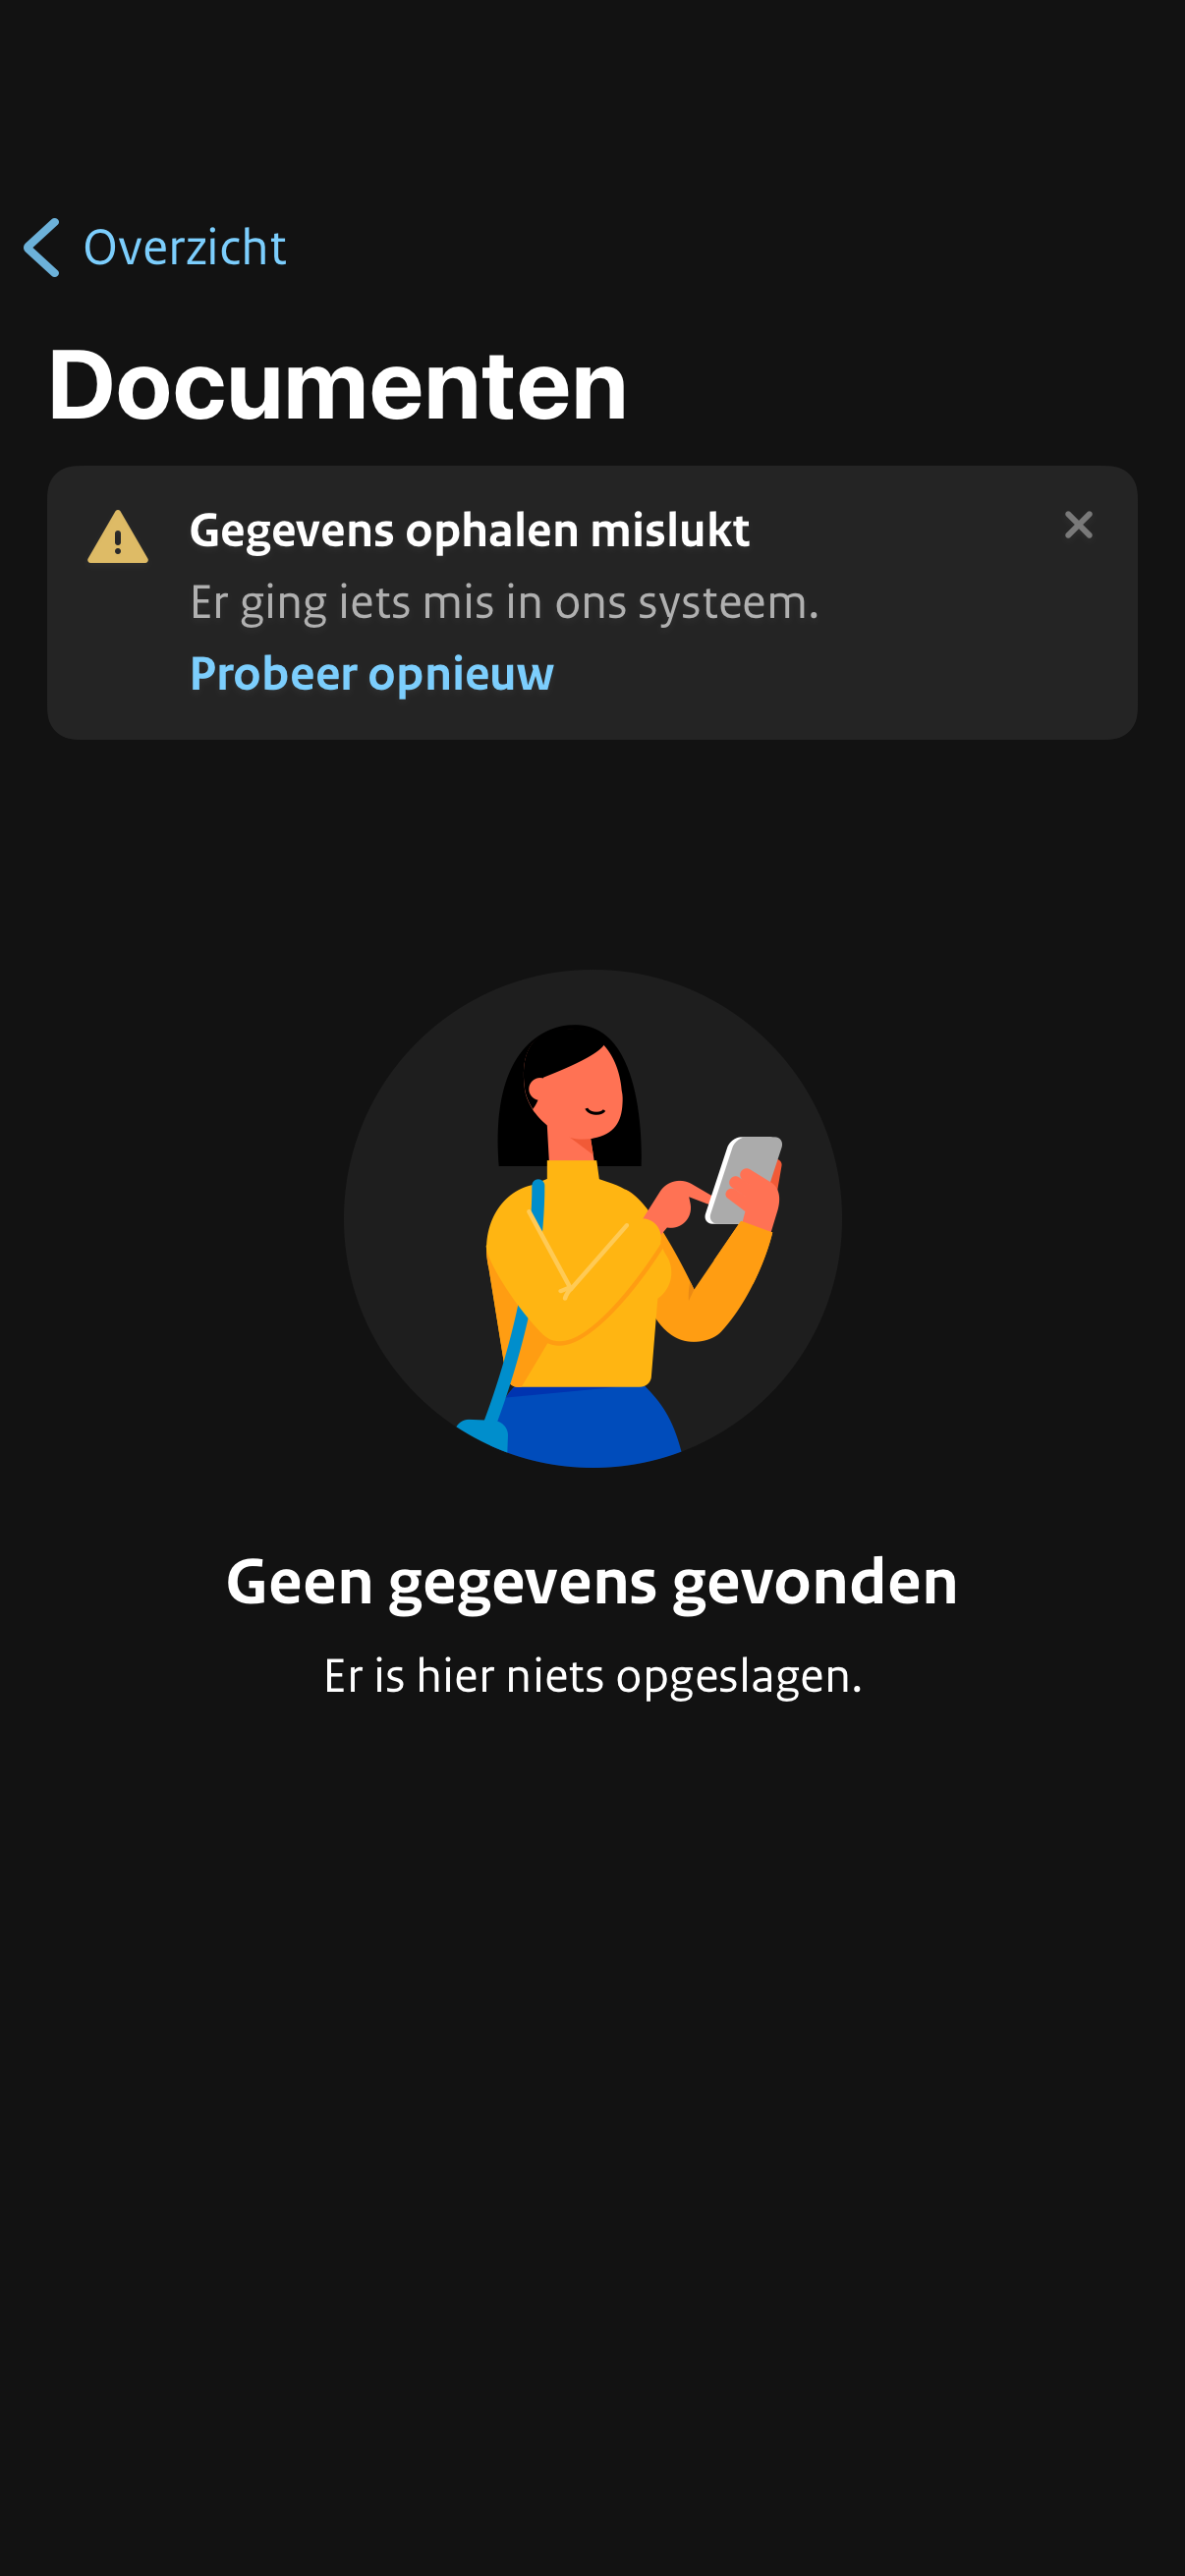 Overzicht
Documenten
Gegevens ophalen mislukt
Er ging iets mis in ons systeem.
Probeer opnieuw
Geen gegevens gevonden
Er is hier niets opgeslagen.